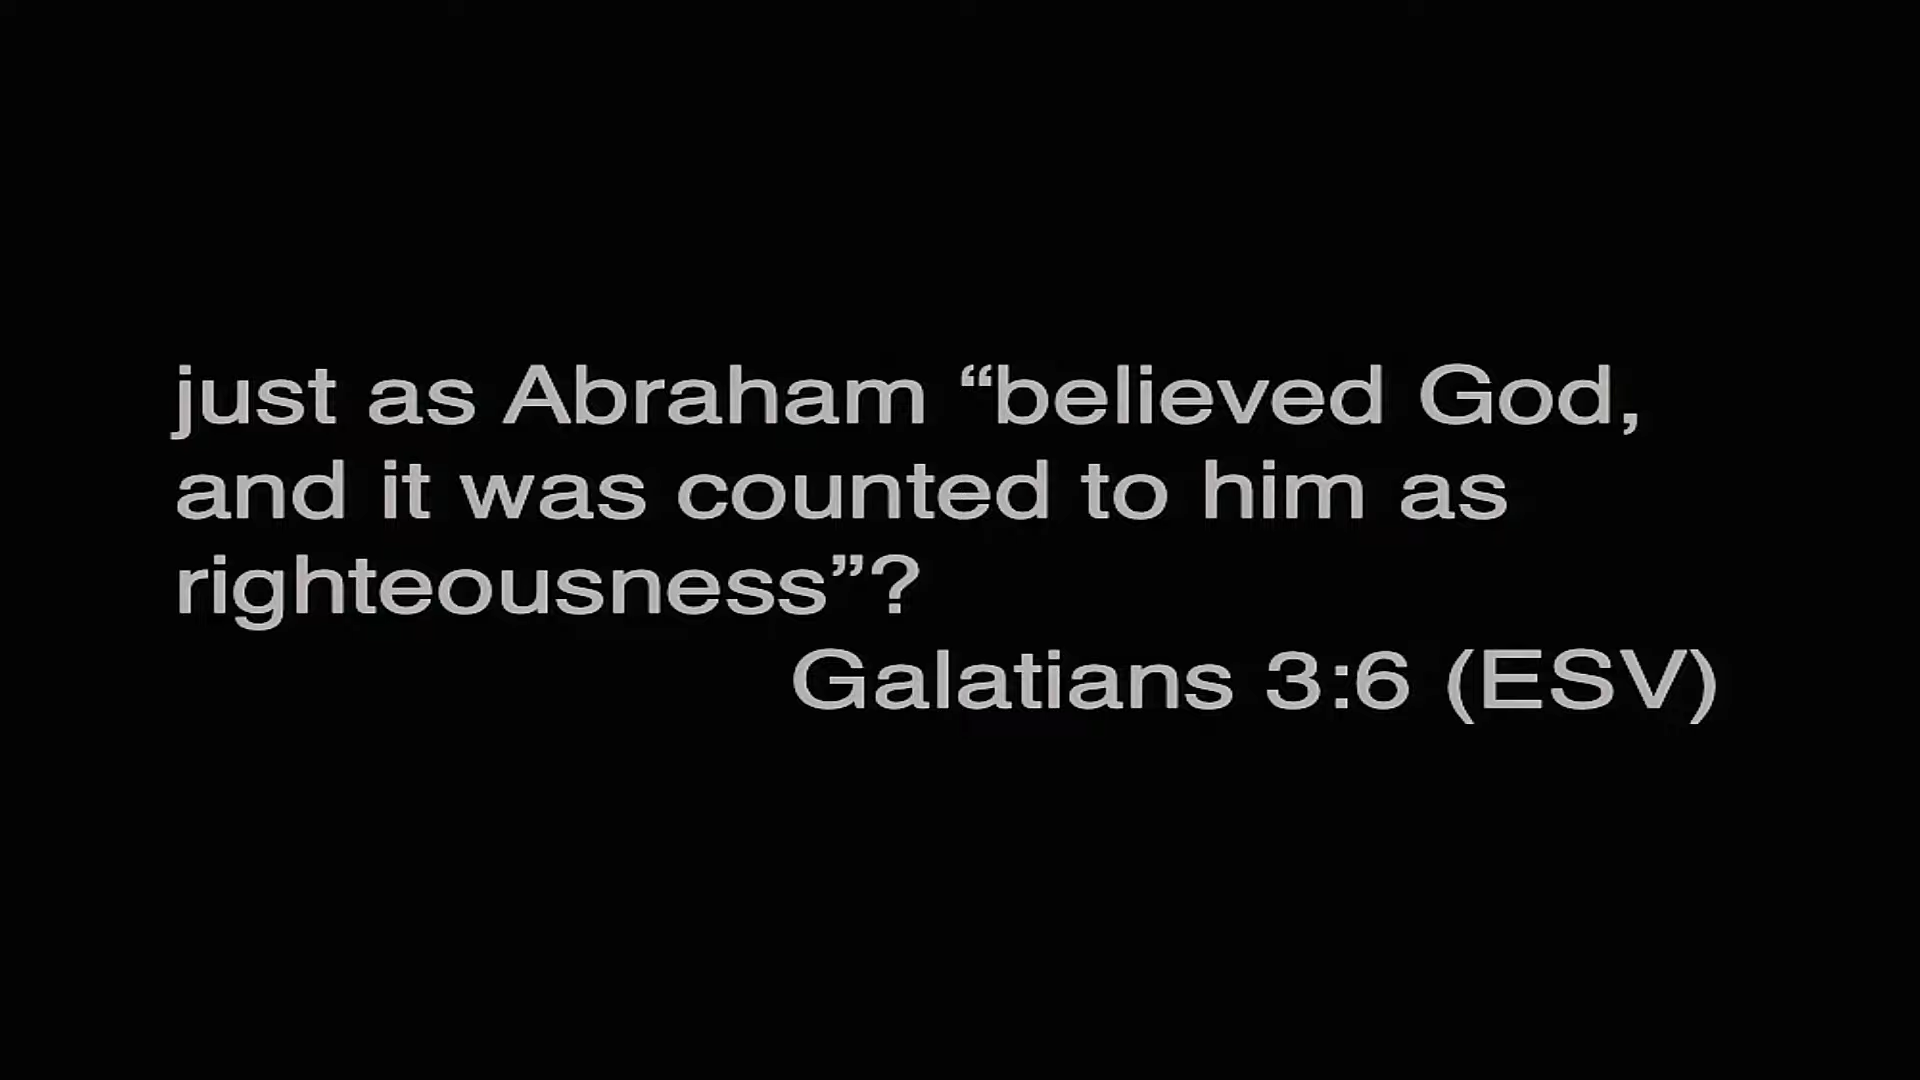 just as Abraham “believed God,
and it was counted to him as
righteousness”?
Galatians 3:6 (ESV)